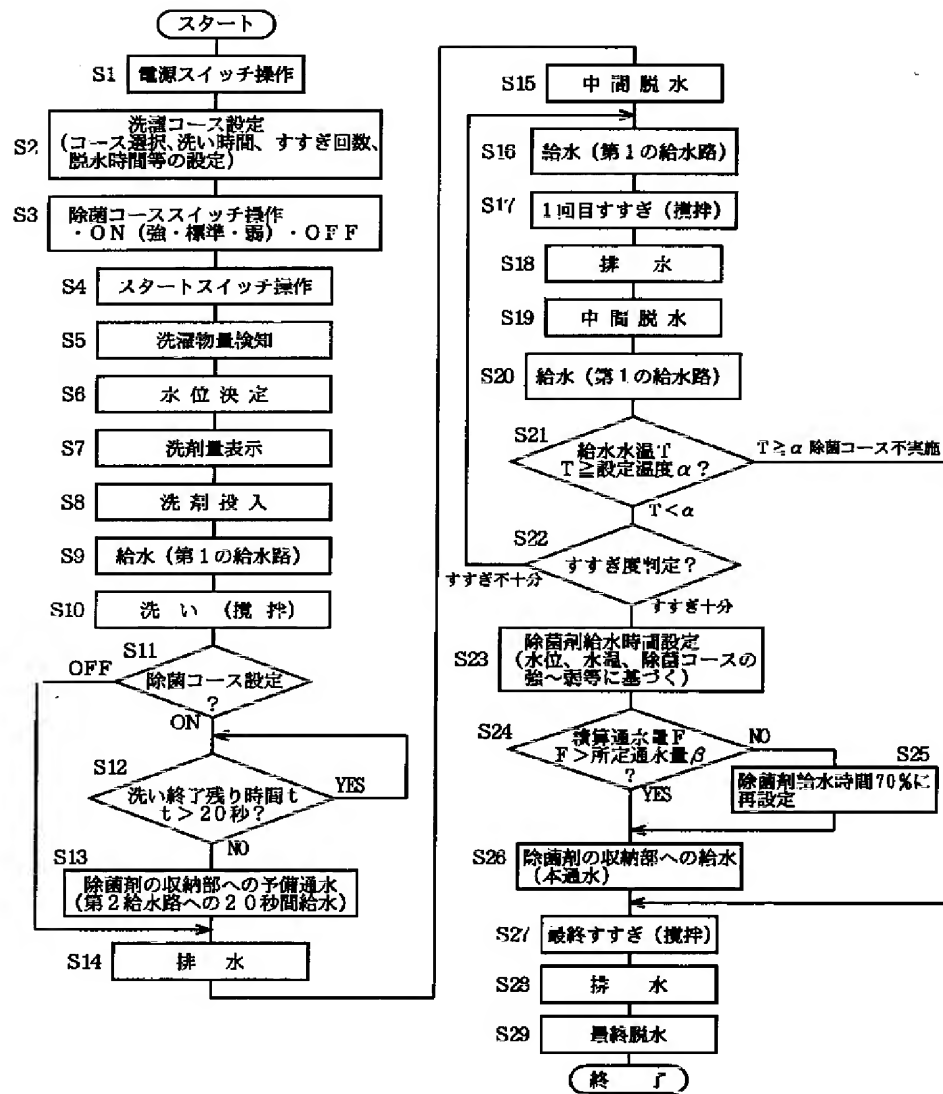 スタート
S1 電源スイッチ操作
S2 洗濯コース設定
(コース選択、洗い時間、すすぎ回数、
脱水時間等の設定)
S3 除菌コーススイッチ操作
・ON(強・標準・弱)・OFF
S4 スタートスイッチ操作
S5 洗濯物量検知
S6 水位決定
S7 洗剤量表示
S8 洗剤投入
S9 給水(第1の給水路)
S10 洗い (攪拌)
S11 除菌コース設定
?
OFF
ON
S12 洗い終了残り時間t
t>20秒?
YES
NO
S13 除菌剤の収納部への予備通水
(第2給水路への20秒間給水)
S14 排水
S15 中間脱水
S16 給水(第1の給水路)
S17 1回目すすぎ(攪拌)
S18 排水
S19 中間脱水
S20 給水(第1の給水路)
S21 給水水温T
T≧設定温度α?
T≧α 除菌コース不実施
T<α
S22 すすぎ度判定?
すすぎ不十分
すすぎ十分
S23 除菌剤給水時間設定
(水位、水温、除菌コースの
強~弱等に基づく)
S24 積算通水量F
F>所定通水量β
?
NO
YES
S25 除菌剤給水時間70%に
再設定
S26 除菌剤の収納部への給水
(本通水)
S27 最終すすぎ(攪拌)
S28 排水
S29 最終脱水
終了